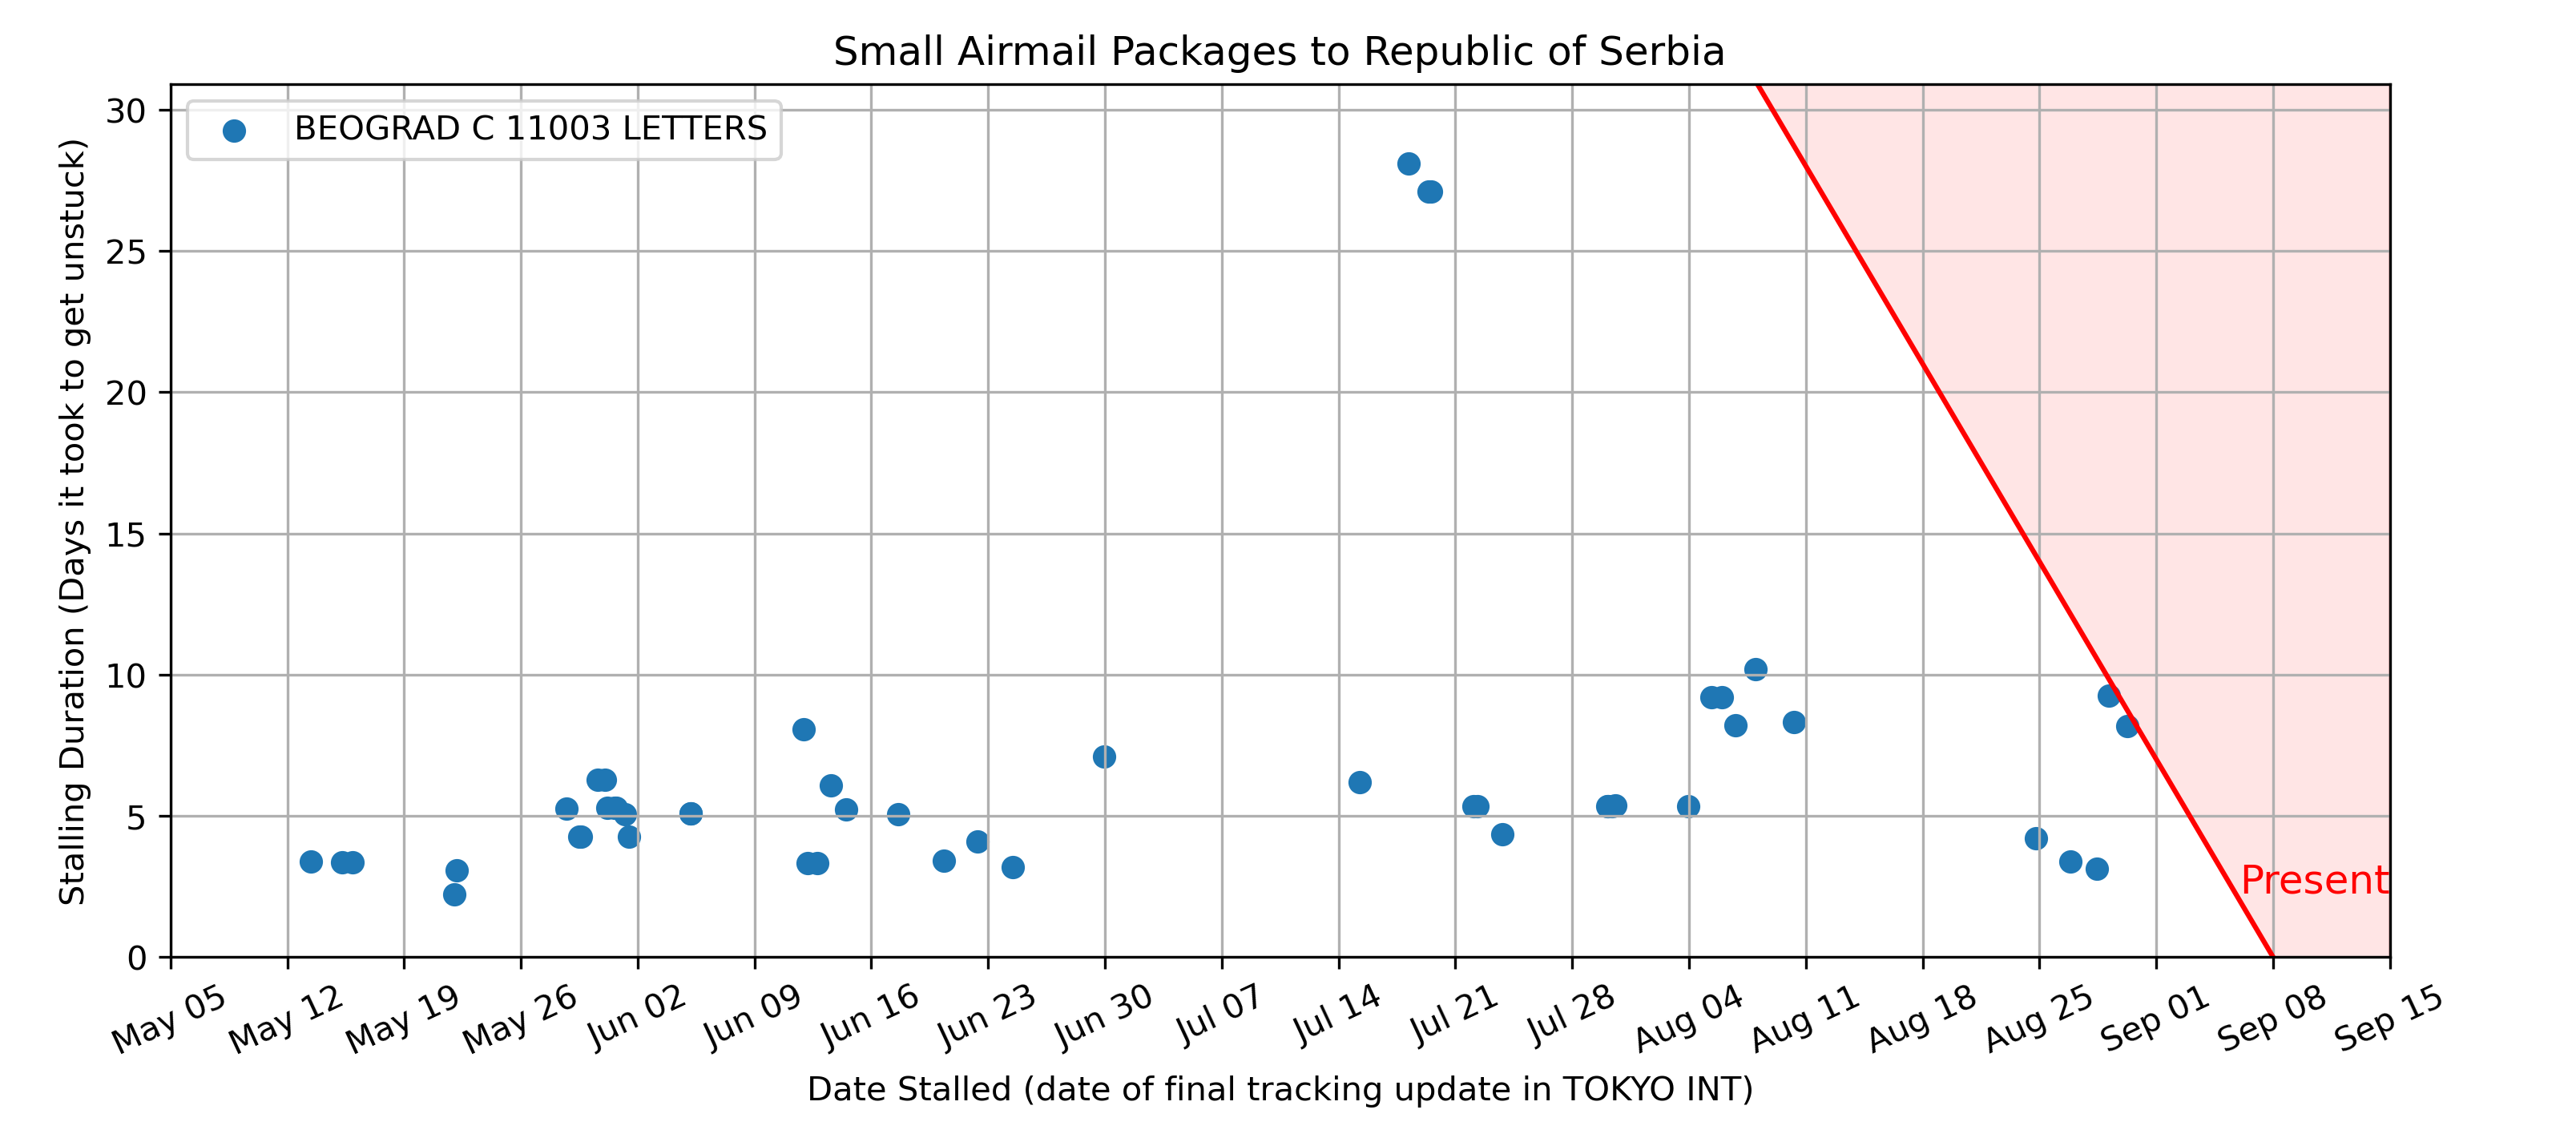 Small Airmail Packages to Republic of Serbia
BEOGRAD C 11003 LETTERS
Stalling Duration (Days it took to get unstuck)
30
25
20
15
10
5
0
Present
May 05
May 12
May 19
May 26
Jun 02
Jun 09
Jun 16
Jun 23
Jun 30
Jul 07
Jul 14
Jul 21
Jul 28
Aug 04
Aug 11
Aug 18
Aug 25
Sep 01
Sep 08
Sep 15
Date Stalled (date of final tracking update in TOKYO INT)